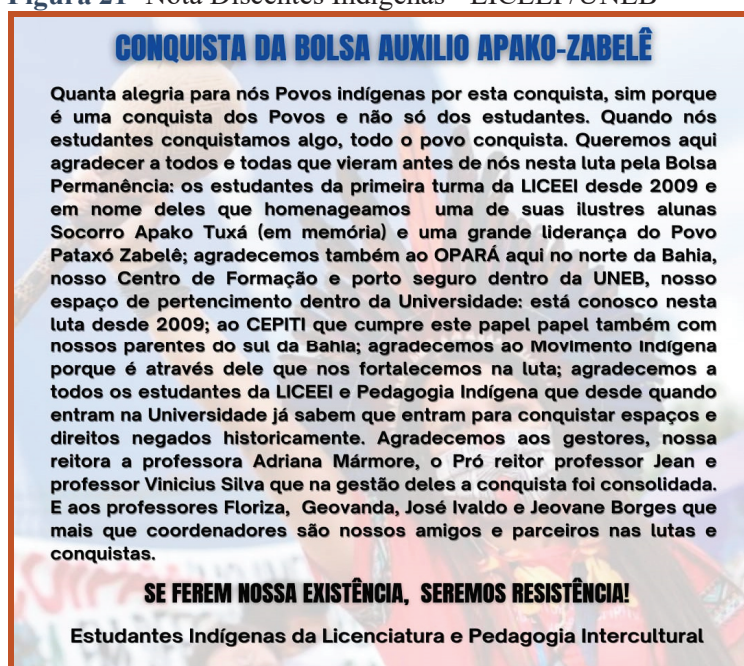 Figura 21- Nota Discentes Indígenas - LICEEI /UNEB
CONQUISTA DA BOLSA AUXILIO APAKO-ZABELÊ
Quanta alegria para nós Povos indígenas por esta conquista, sim porque
é uma conquista dos Povos e não só dos estudantes. Quando nós
estudantes conquistamos algo, todo o povo conquista. Queremos aqui
agradecer a todos e todas que vieram antes de nós nesta luta pela Bolsa
Permanência: os estudantes da primeira turma da LICEEI desde 2009 e
em nome deles que homenageamos uma de suas ilustres alunas
Socorro Apako Tuxá (em memória) e uma grande liderança do Povo
Pataxó Zabelê; agradecemos também ao OPARÁ aqui no norte da Bahia,
nosso Centro de Formação e porto seguro dentro da UNEB, nosso
espaço de pertencimento dentro da Universidade: está conosco nesta
luta desde 2009; ao CEPITI que cumpre este papel papel também com
nossos parentes do sul da Bahia; agradecemos ao Movimento Indígena
porque é através dele que nos fortalecemos na luta; agradecemos a
todos os estudantes da LICEEI e Pedagogia Indígena que desde quando
entram na Universidade já sabem que entram para conquistar espaços e
direitos negados historicamente. Agradecemos aos gestores, nossa
reitora a professora Adriana Mármore, o Pró reitor professor Jean e
professor Vinicius Silva que na gestão deles a conquista foi consolidada.
E aos professores Floriza, Geovanda, José Ivaldo e Jeovane Borges que
mais que coordenadores são nossos amigos e parceiros nas lutas e
conquistas.
SE FEREM NOSSA EXISTÊNCIA, SEREMOS RESISTÊNCIA!
Estudantes Indígenas da Licenciatura e Pedagogia Intercultural